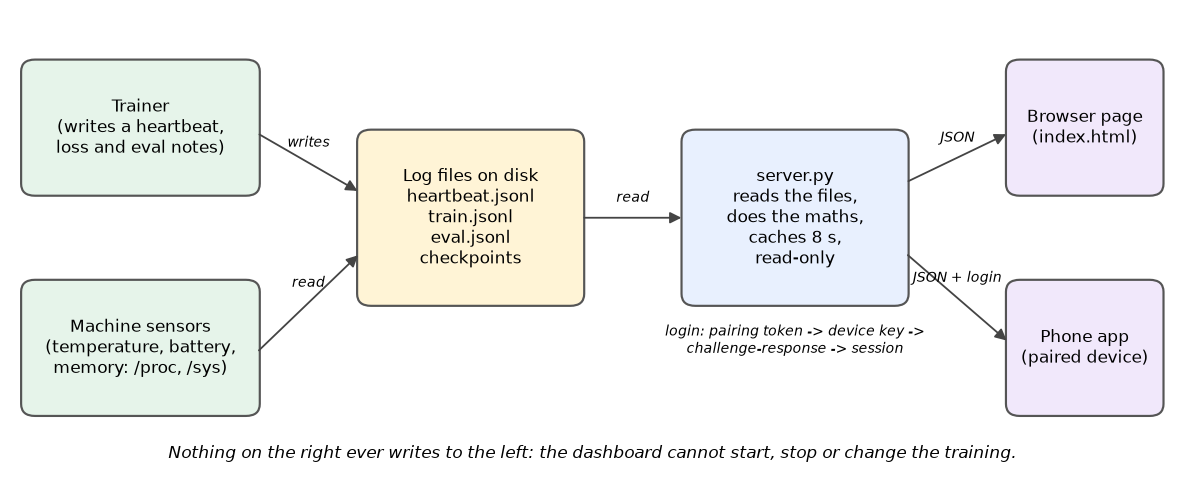 Trainer
(writes a heartbeat,
loss and eval notes)
writes
Machine sensors
(temperature, battery,
memory: /proc, /sys)
read
Log files on disk
heartbeat.jsonl
train.jsonl
eval.jsonl
checkpoints
read
server.py
reads the files,
does the maths,
caches 8 s,
read-only
login: pairing token -> device key ->
challenge-response -> session
JSON
Browser page
(index.html)
JSON + login
Phone app
(paired device)
Nothing on the right ever writes to the left: the dashboard cannot start, stop or change the training.